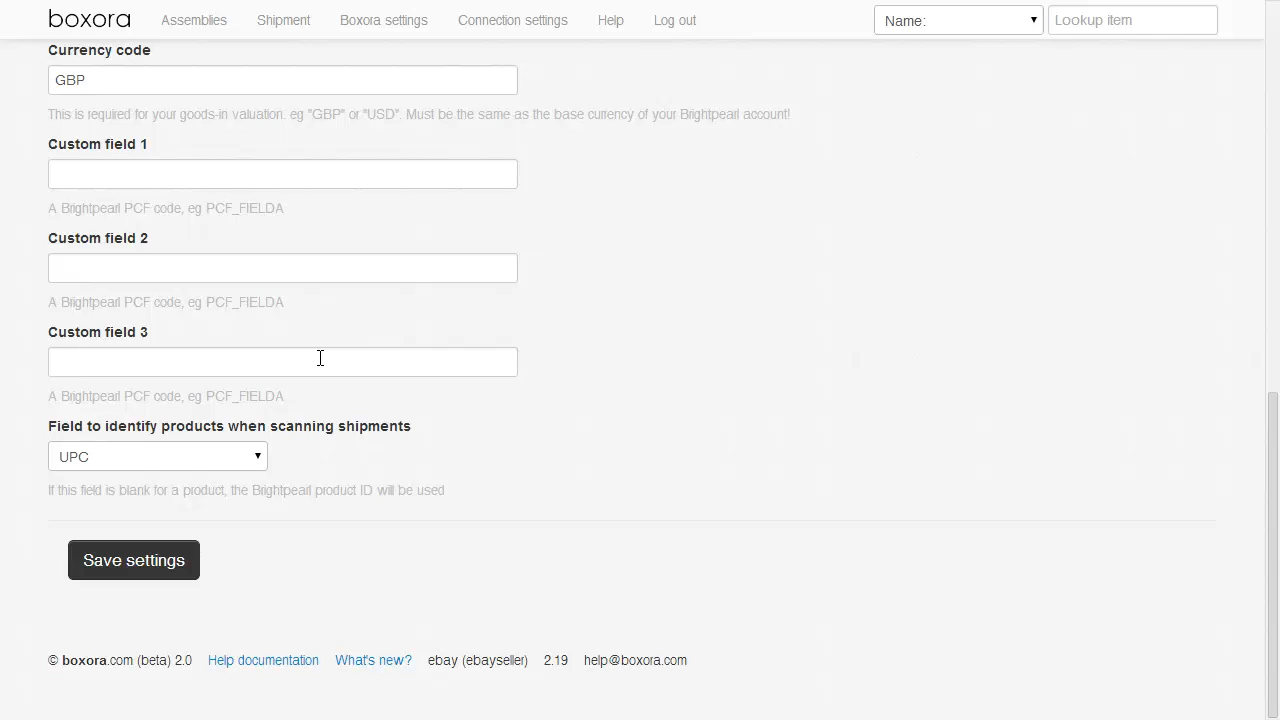 boxora Assemblies Shipment Boxora settings Connection settings Help Log out Name: Lookup item
Currency code
GBP
This is required for your goods-in valuation. eg "GBP" or "USD". Must be the same as the base currency of your Brightpearl account!
Custom field 1
A Brightpearl PCF code, eg PCF_FIELDA
Custom field 2
A Brightpearl PCF code, eg PCF_FIELDA
Custom field 3
A Brightpearl PCF code, eg PCF_FIELDA
Field to identify products when scanning shipments
UPC
If this field is blank for a product, the Brightpearl product ID will be used
Save settings
© boxora.com (beta) 2.0 Help documentation What's new? ebay (ebayseller) 2.19 help@boxora.com